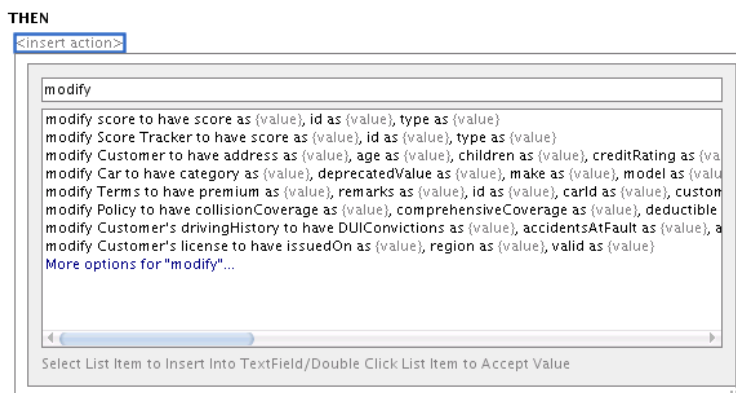 THEN
<insert action>
modify
modify score to have score as {value}, id as {value}, type as {value}
modify Score Tracker to have score as {value}, id as {value}, type as {value}
modify Customer to have address as {value}, age as {value}, children as {value}, creditRating as {va
modify Car to have category as {value}, deprecatedValue as {value}, make as {value}, model as {valu
modify Terms to have premium as {value}, remarks as {value}, id as {value}, carId as {value}, custom
modify Policy to have collisionCoverage as {value}, comprehensiveCoverage as {value}, deductible
modify Customer's drivingHistory to have DUIConvictions as {value}, accidentsAtFault as {value}, a
modify Customer's license to have issuedOn as {value}, region as {value}, valid as {value}
More options for "modify"...
Select List Item to Insert Into TextField/Double Click List Item to Accept Value